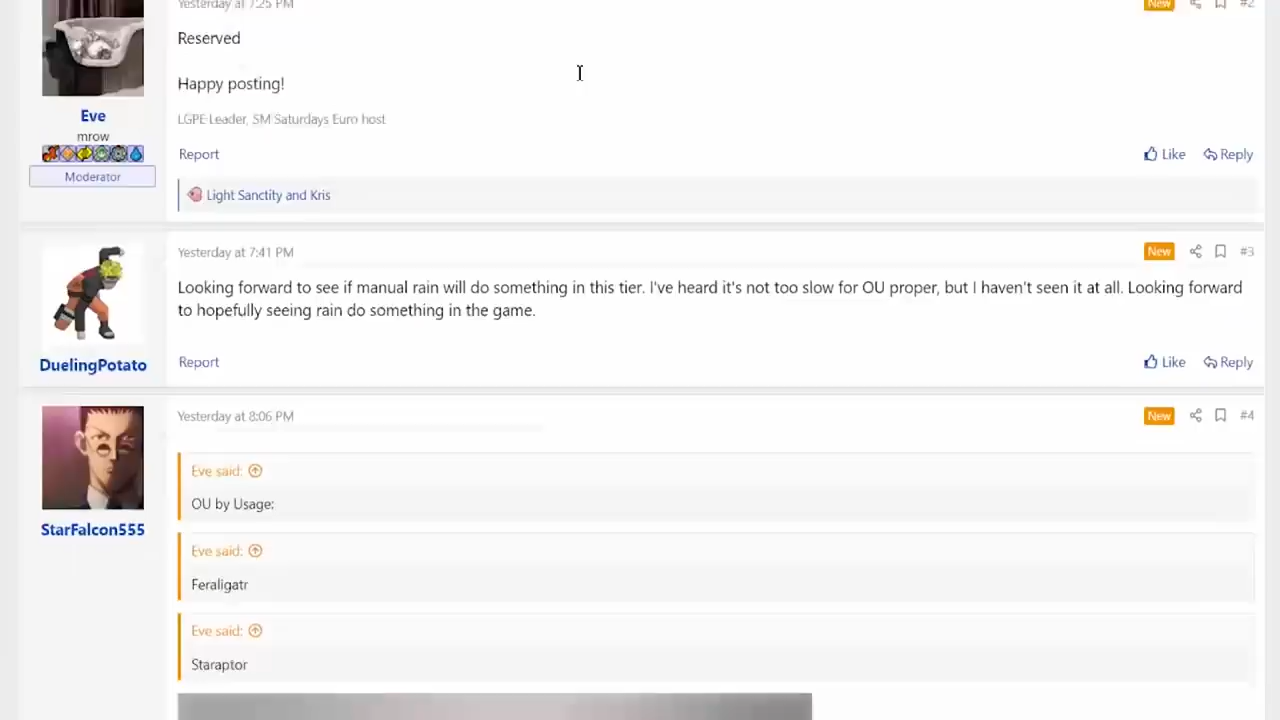 Yesterday at 7:25 PM
New
#2
Reserved
Happy posting!
Eve
mrow
LGPE Leader, SM Saturdays Euro host
Moderator
Report
Like
Reply
Light Sanctity and Kris
Yesterday at 7:41 PM
New
#3
Looking forward to see if manual rain will do something in this tier. I've heard it's not too slow for OU proper, but I haven't seen it at all. Looking forward
to hopefully seeing rain do something in the game.
DuelingPotato
Report
Like
Reply
Yesterday at 8:06 PM
New
#4
Eve said:
OU by Usage:
StarFalcon555
Eve said:
Feraligatr
Eve said:
Staraptor